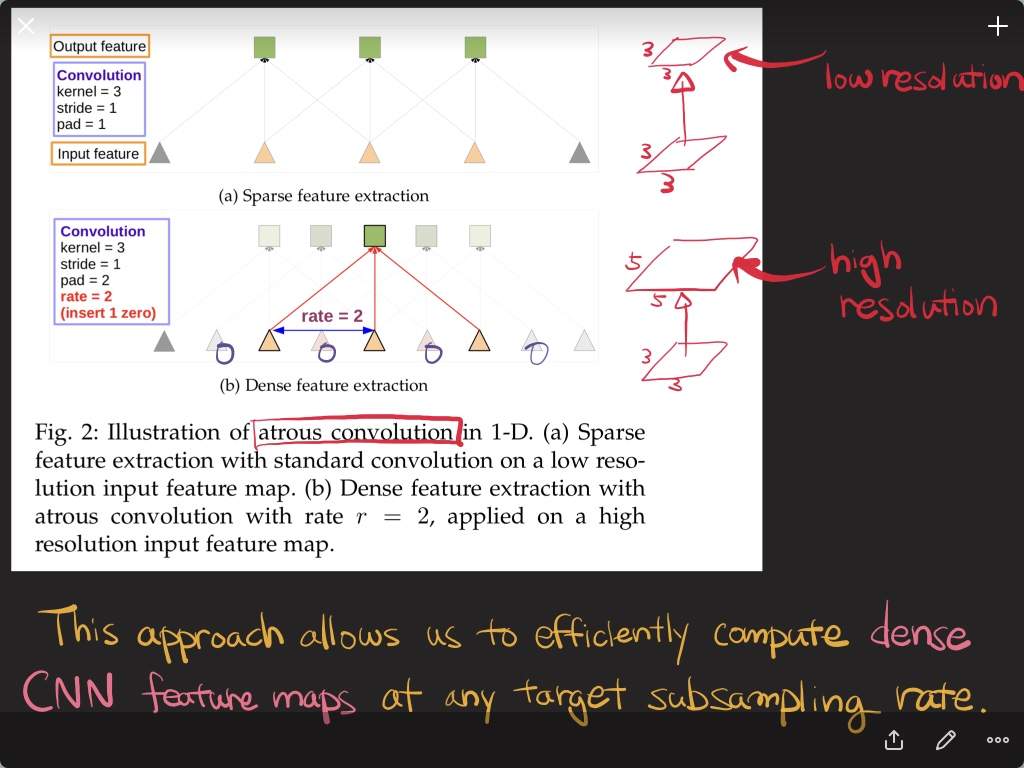 Output feature
Convolution
kernel = 3
stride = 1
pad = 1
Input feature
(a) Sparse feature extraction
3
3
low resolution
3
3
Convolution
kernel = 3
stride = 1
pad = 2
rate = 2
(insert 1 zero)
rate = 2
0 0 0 0
(b) Dense feature extraction
5
5
high
resolution
3
3
Fig. 2: Illustration of atrous convolution in 1-D. (a) Sparse
feature extraction with standard convolution on a low reso-
lution input feature map. (b) Dense feature extraction with
atrous convolution with rate r = 2, applied on a high
resolution input feature map.
This approach allows us to efficiently compute dense
CNN feature maps at any target subsampling rate.